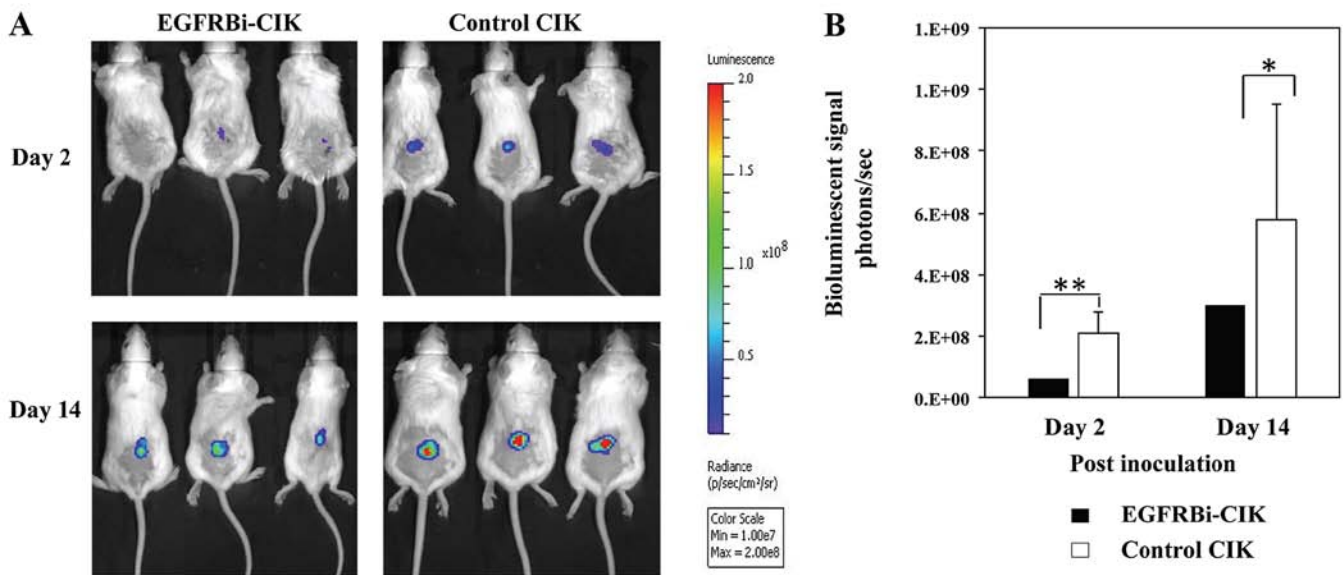 A
EGFRBi-CIK
Control CIK
Day 2
Day 14
Luminescence
2.0
1.5
1.0
x10⁸
0.5
Radiance
(p/sec/cm²/sr)
Color Scale
Min = 1.00e7
Max = 2.00e8
B
Bioluminescent signal
photons/sec
1.E+09
1.E+09
8.E+08
6.E+08
4.E+08
2.E+08
0.E+00
**
*
Day 2
Day 14
Post inoculation
EGFRBi-CIK
Control CIK